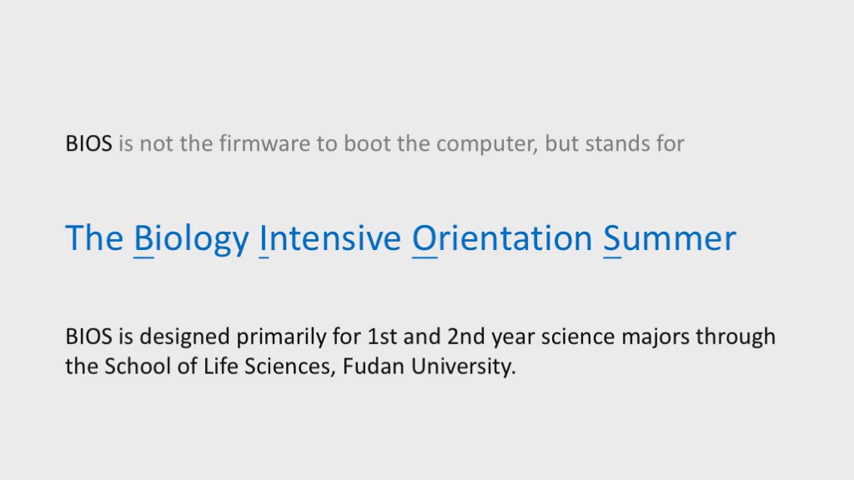 BIOS is not the firmware to boot the computer, but stands for
The Biology Intensive Orientation Summer
BIOS is designed primarily for 1st and 2nd year science majors through
the School of Life Sciences, Fudan University.